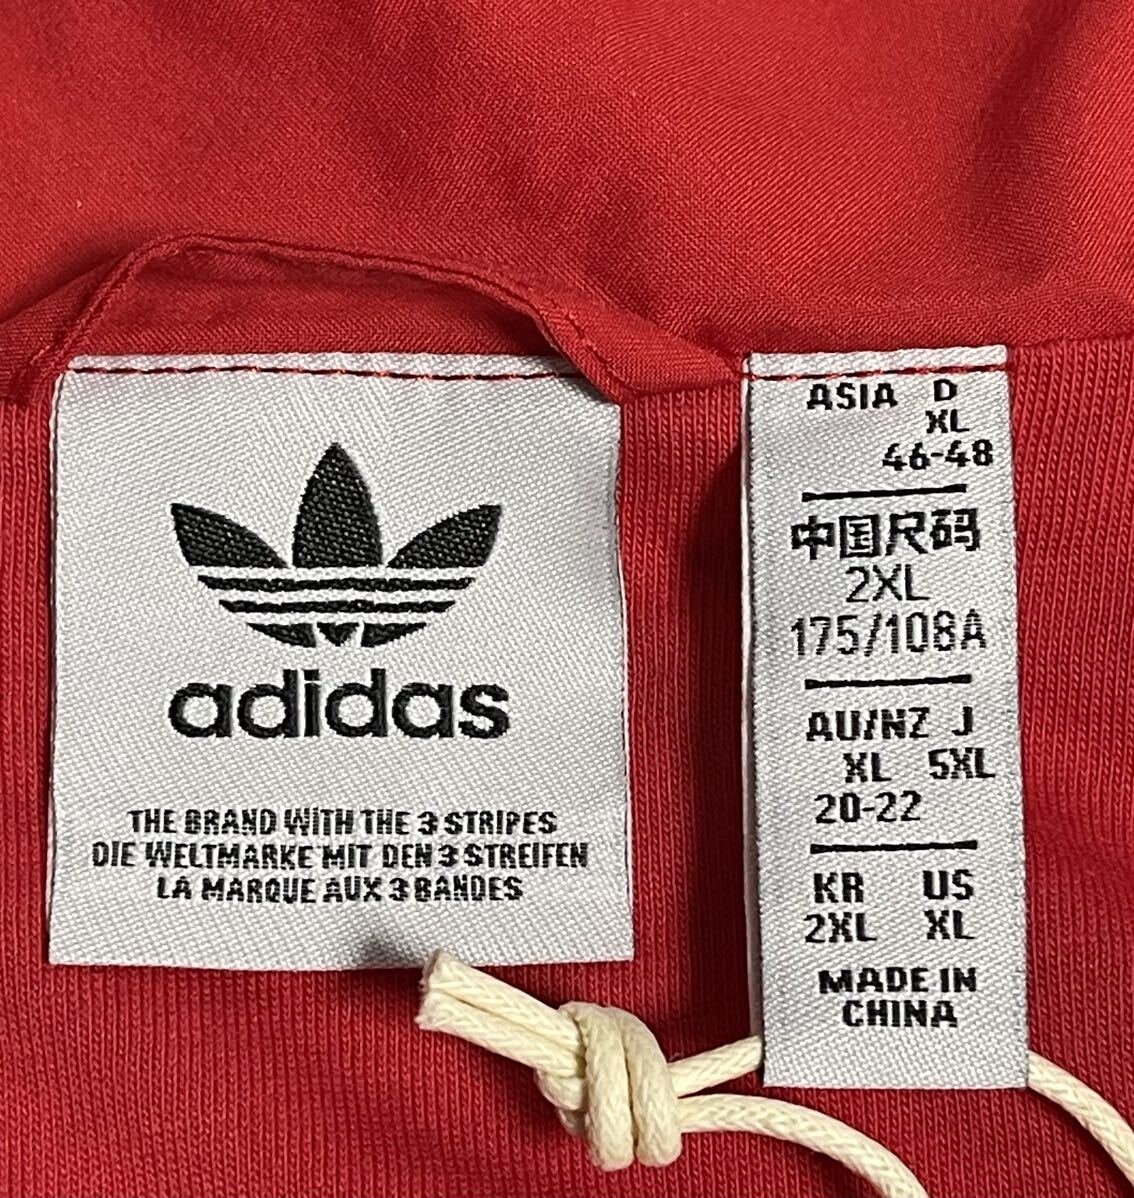 adidas
THE BRAND WITH THE 3 STRIPES
DIE WELTMARKE MIT DEN 3 STREIFEN
LA MARQUE AUX 3 BANDES
ASIA D
XL
46-48
中国尺码
2XL
175/108A
AU/NZ J
XL 5XL
20-22
KR US
2XL XL
MADE IN
CHINA